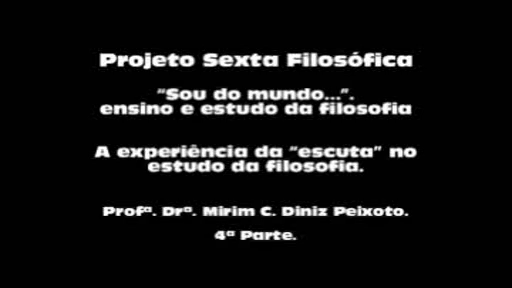 Projeto Sexta Filosófica
"Sou do mundo...".
ensino e estudo da filosofia
A experiência da "escuta" no
estudo da filosofia.
Profª. Drª. Mirim C. Diniz Peixoto.
4ª Parte.